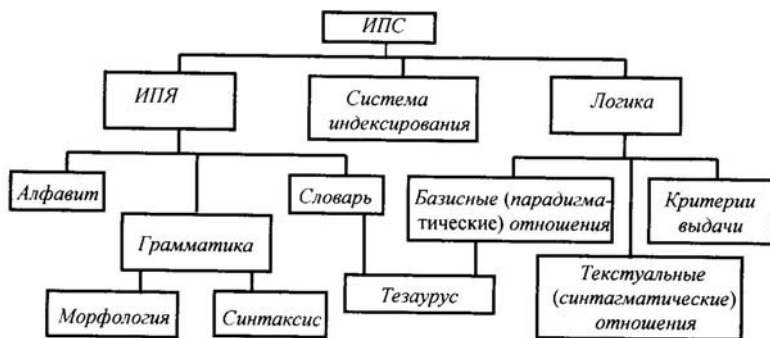 ИПС
ИПЯ
Система
индексирования
Логика
Алфавит
Словарь
Базисные (парадигма-
тические) отношения
Критерии
выдачи
Грамматика
Тезаурус
Текстуальные
(синтагматические)
отношения
Морфология
Синтаксис